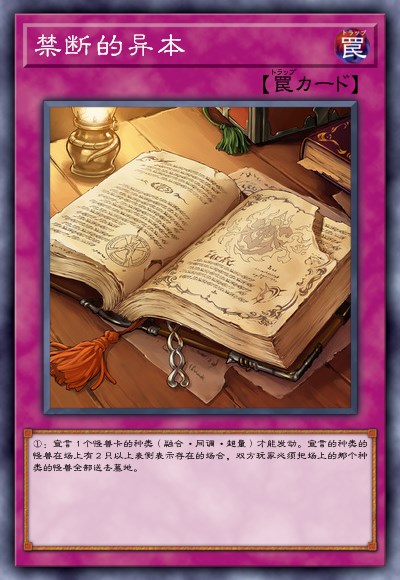 禁断的异本
トラップ
罠
トラップ
【罠カード】
①：宣言1个怪兽卡的种类（融合·同调·超量）才能发动。宣言的种类的
怪兽在场上有2只以上表侧表示存在的场合，双方玩家必须把场上的那个种
类的怪兽全部送去墓地。